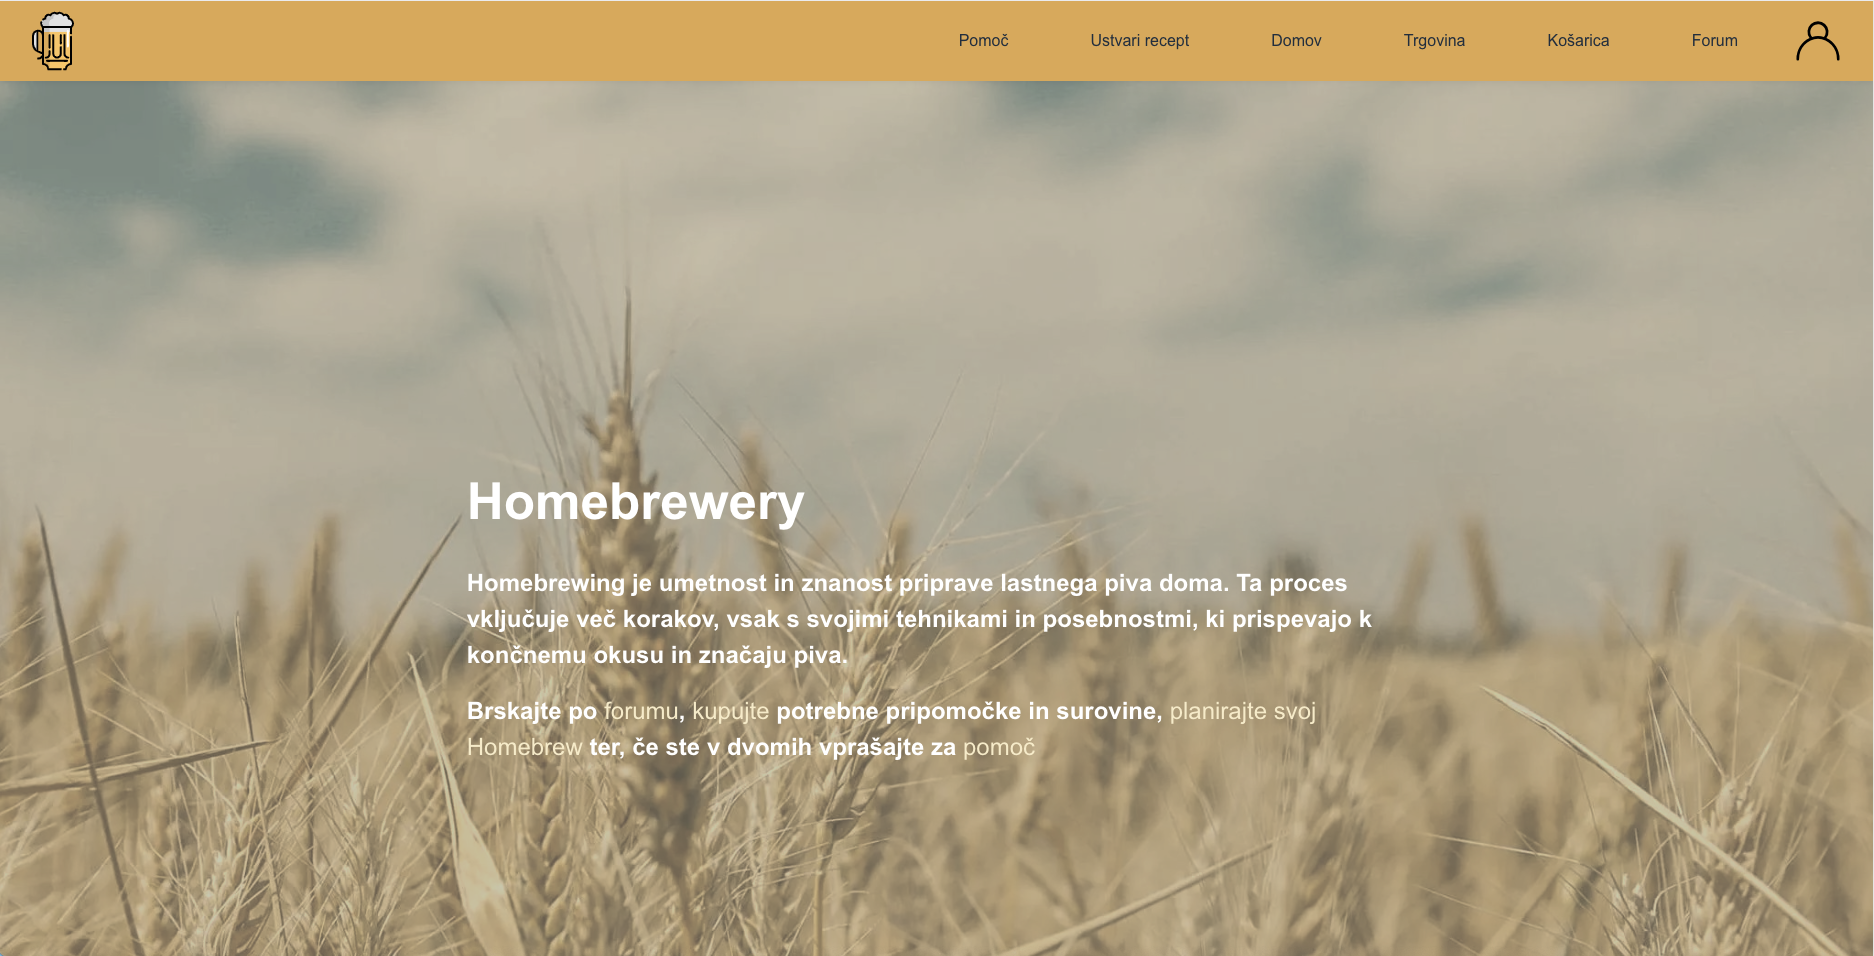 Pomoč Ustvari recept Domov Trgovina Košarica Forum
Homebrewery
Homebrewing je umetnost in znanost priprave lastnega piva doma. Ta proces
vključuje več korakov, vsak s svojimi tehnikami in posebnostmi, ki prispevajo k
končnemu okusu in značaju piva.
Brskajte po forumu, kupujte potrebne pripomočke in surovine, planirajte svoj
Homebrew ter, če ste v dvomih vprašajte za pomoč